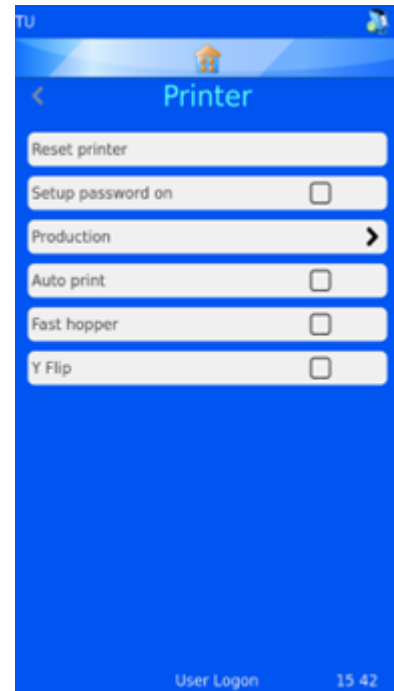 TU
Printer
Reset printer
Setup password on
Production
Auto print
Fast hopper
Y Flip
User Logon 15 42